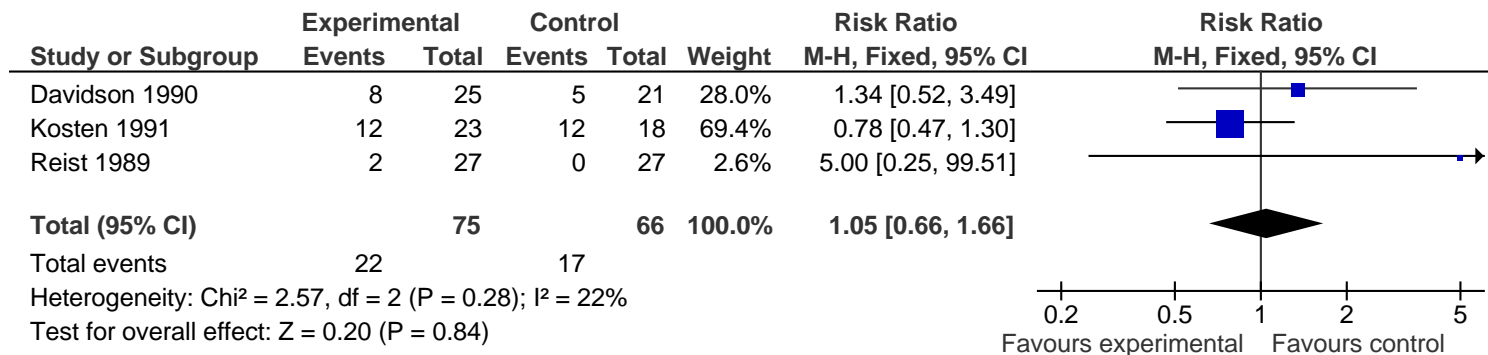 Experimental Control Risk Ratio Risk Ratio
Study or Subgroup Events Total Events Total Weight M-H, Fixed, 95% CI M-H, Fixed, 95% CI
Davidson 1990 8 25 5 21 28.0% 1.34 [0.52, 3.49]
Kosten 1991 12 23 12 18 69.4% 0.78 [0.47, 1.30]
Reist 1989 2 27 0 27 2.6% 5.00 [0.25, 99.51]
Total (95% CI) 75 66 100.0% 1.05 [0.66, 1.66]
Total events 22 17
Heterogeneity: Chi² = 2.57, df = 2 (P = 0.28); I² = 22%
Test for overall effect: Z = 0.20 (P = 0.84)
0.2 0.5 1 2 5
Favours experimental Favours control